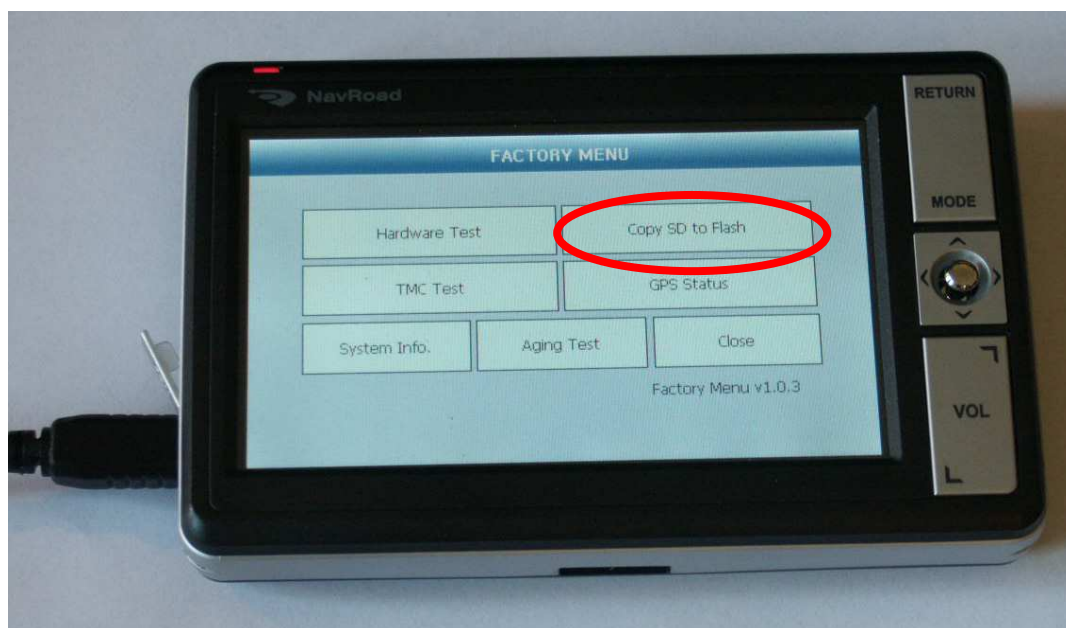 NavRoad
RETURN
FACTORY MENU
MODE
Hardware Test
Copy SD to Flash
TMC Test
GPS Status
System Info.
Aging Test
Close
Factory Menu v1.0.3
VOL